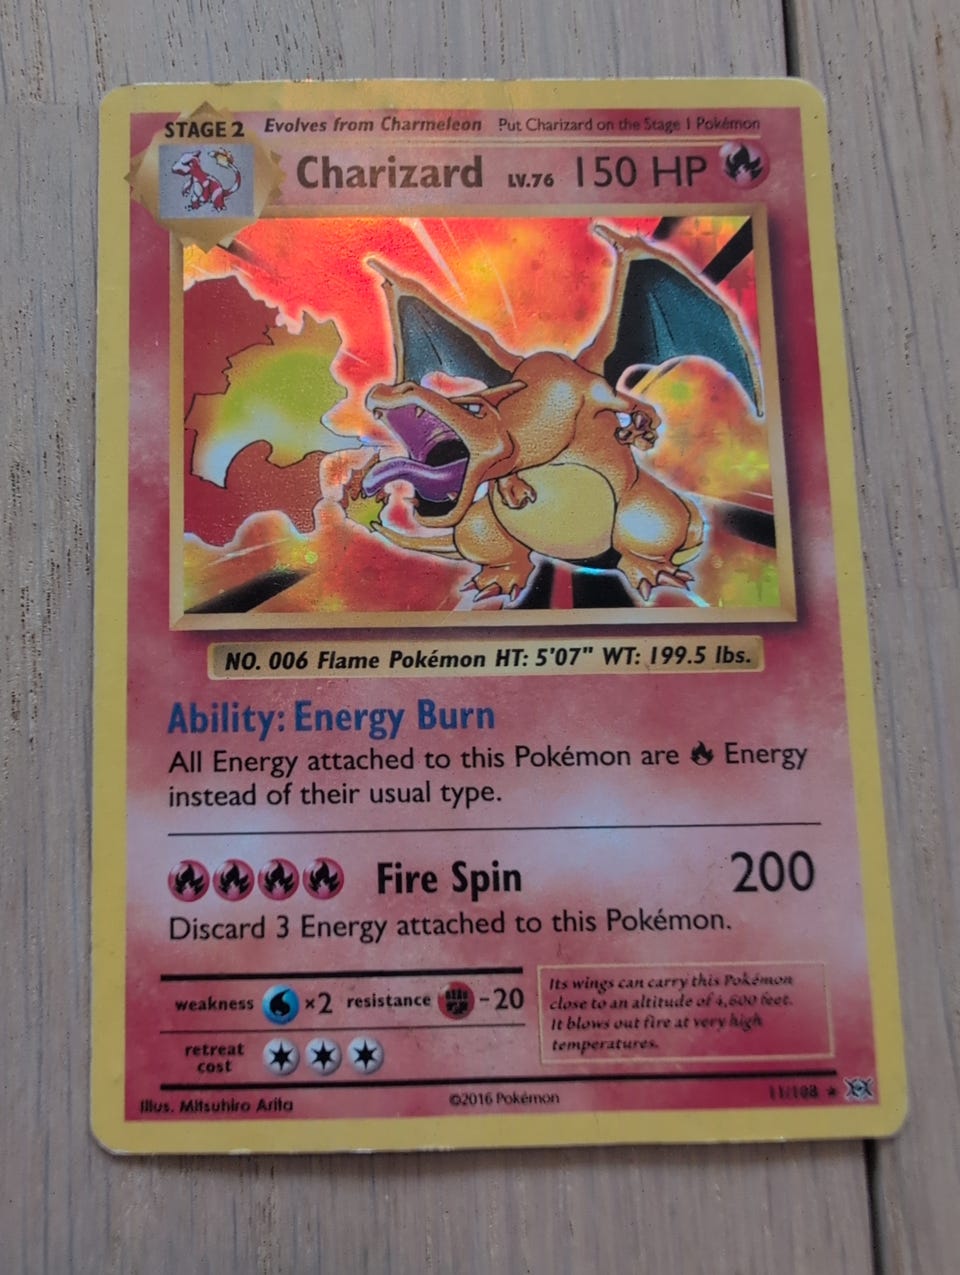 STAGE 2 Evolves from Charmeleon Put Charizard on the Stage 1 Pokémon
Charizard LV.76 150 HP
NO. 006 Flame Pokémon HT: 5'07" WT: 199.5 lbs.
Ability: Energy Burn
All Energy attached to this Pokémon are Energy
instead of their usual type.
Fire Spin 200
Discard 3 Energy attached to this Pokémon.
weakness ×2 resistance -20
retreat
cost
Its wings can carry this Pokémon
close to an altitude of 4,600 feet.
It blows out fire at very high
temperatures.
Illus. Mitsuhiro Arita ©2016 Pokémon 11/108